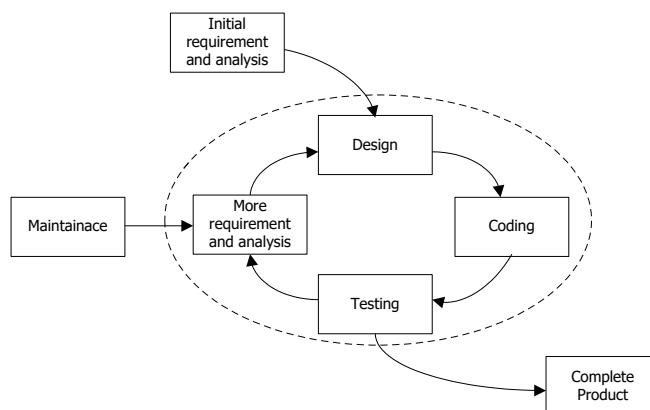 Initial
requirement
and analysis
Design
More
requirement
and analysis
Maintainace
Coding
Testing
Complete
Product